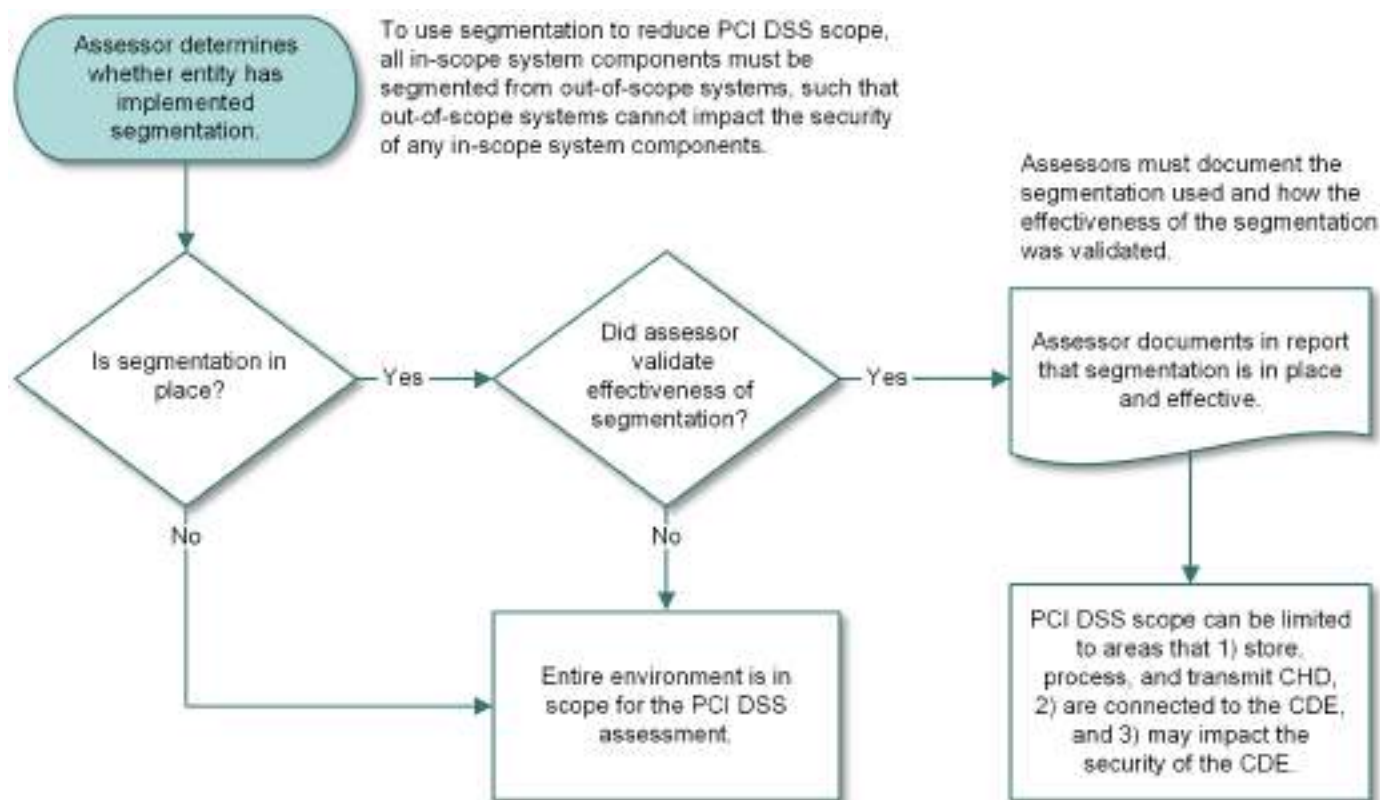 Assessor determines
whether entity has
implemented
segmentation.
To use segmentation to reduce PCI DSS scope,
all in-scope system components must be
segmented from out-of-scope systems, such that
out-of-scope systems cannot impact the security
of any in-scope system components.
Assessors must document the
segmentation used and how the
effectiveness of the segmentation
was validated.
Is segmentation in
place?
Yes
Did assessor
validate
effectiveness of
segmentation?
Yes
Assessor documents in report
that segmentation is in place
and effective.
No
No
Entire environment is in
scope for the PCI DSS
assessment.
PCI DSS scope can be limited
to areas that 1) store,
process, and transmit CHD,
2) are connected to the CDE,
and 3) may impact the
security of the CDE.